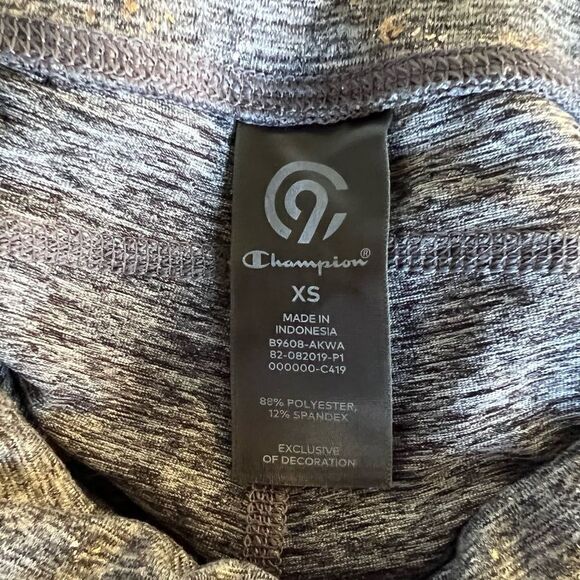 C9
Champion®
XS
MADE IN
INDONESIA
B9608-AKWA
82-082019-P1
000000-C419
88% POLYESTER,
12% SPANDEX
EXCLUSIVE
OF DECORATION